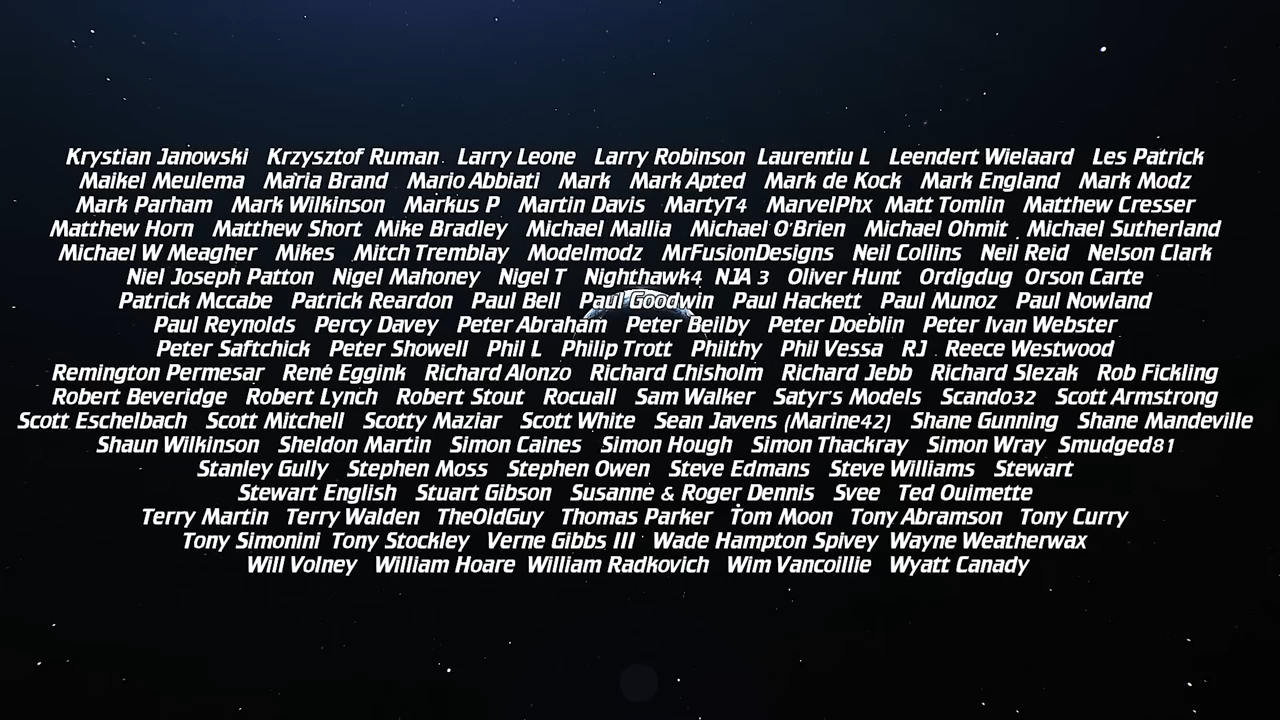 Krystian Janowski Krzysztof Ruman Larry Leone Larry Robinson Laurentiu L Leendert Wielaard Les Patrick
Maikel Meulema Maria Brand Mario Abbiati Mark Mark Apted Mark de Kock Mark England Mark Modz
Mark Parham Mark Wilkinson Markus P Martin Davis MartyT4 MarvelPhx Matt Tomlin Matthew Cresser
Matthew Horn Matthew Short Mike Bradley Michael Mallia Michael O'Brien Michael Ohmit Michael Sutherland
Michael W Meagher Mikes Mitch Tremblay Modelmodz MrFusionDesigns Neil Collins Neil Reid Nelson Clark
Niel Joseph Patton Nigel Mahoney Nigel T Nighthawk4 NJA 3 Oliver Hunt Ordigdug Orson Carte
Patrick Mccabe Patrick Reardon Paul Bell Paul Goodwin Paul Hackett Paul Munoz Paul Nowland
Paul Reynolds Percy Davey Peter Abraham Peter Beilby Peter Doeblin Peter Ivan Webster
Peter Saftchick Peter Showell Phil L Philip Trott Philthy Phil Vessa RJ Reece Westwood
Remington Permesar René Eggink Richard Alonzo Richard Chisholm Richard Jebb Richard Slezak Rob Fickling
Robert Beveridge Robert Lynch Robert Stout Rocuall Sam Walker Satyr's Models Scando32 Scott Armstrong
Scott Eschelbach Scott Mitchell Scotty Maziar Scott White Sean Javens (Marine42) Shane Gunning Shane Mandeville
Shaun Wilkinson Sheldon Martin Simon Caines Simon Hough Simon Thackray Simon Wray Smudged81
Stanley Gully Stephen Moss Stephen Owen Steve Edmans Steve Williams Stewart
Stewart English Stuart Gibson Susanne & Roger Dennis Svee Ted Ouimette
Terry Martin Terry Walden TheOldGuy Thomas Parker Tom Moon Tony Abramson Tony Curry
Tony Simonini Tony Stockley Verne Gibbs III Wade Hampton Spivey Wayne Weatherwax
Will Volney William Hoare William Radkovich Wim Vancoillie Wyatt Canady